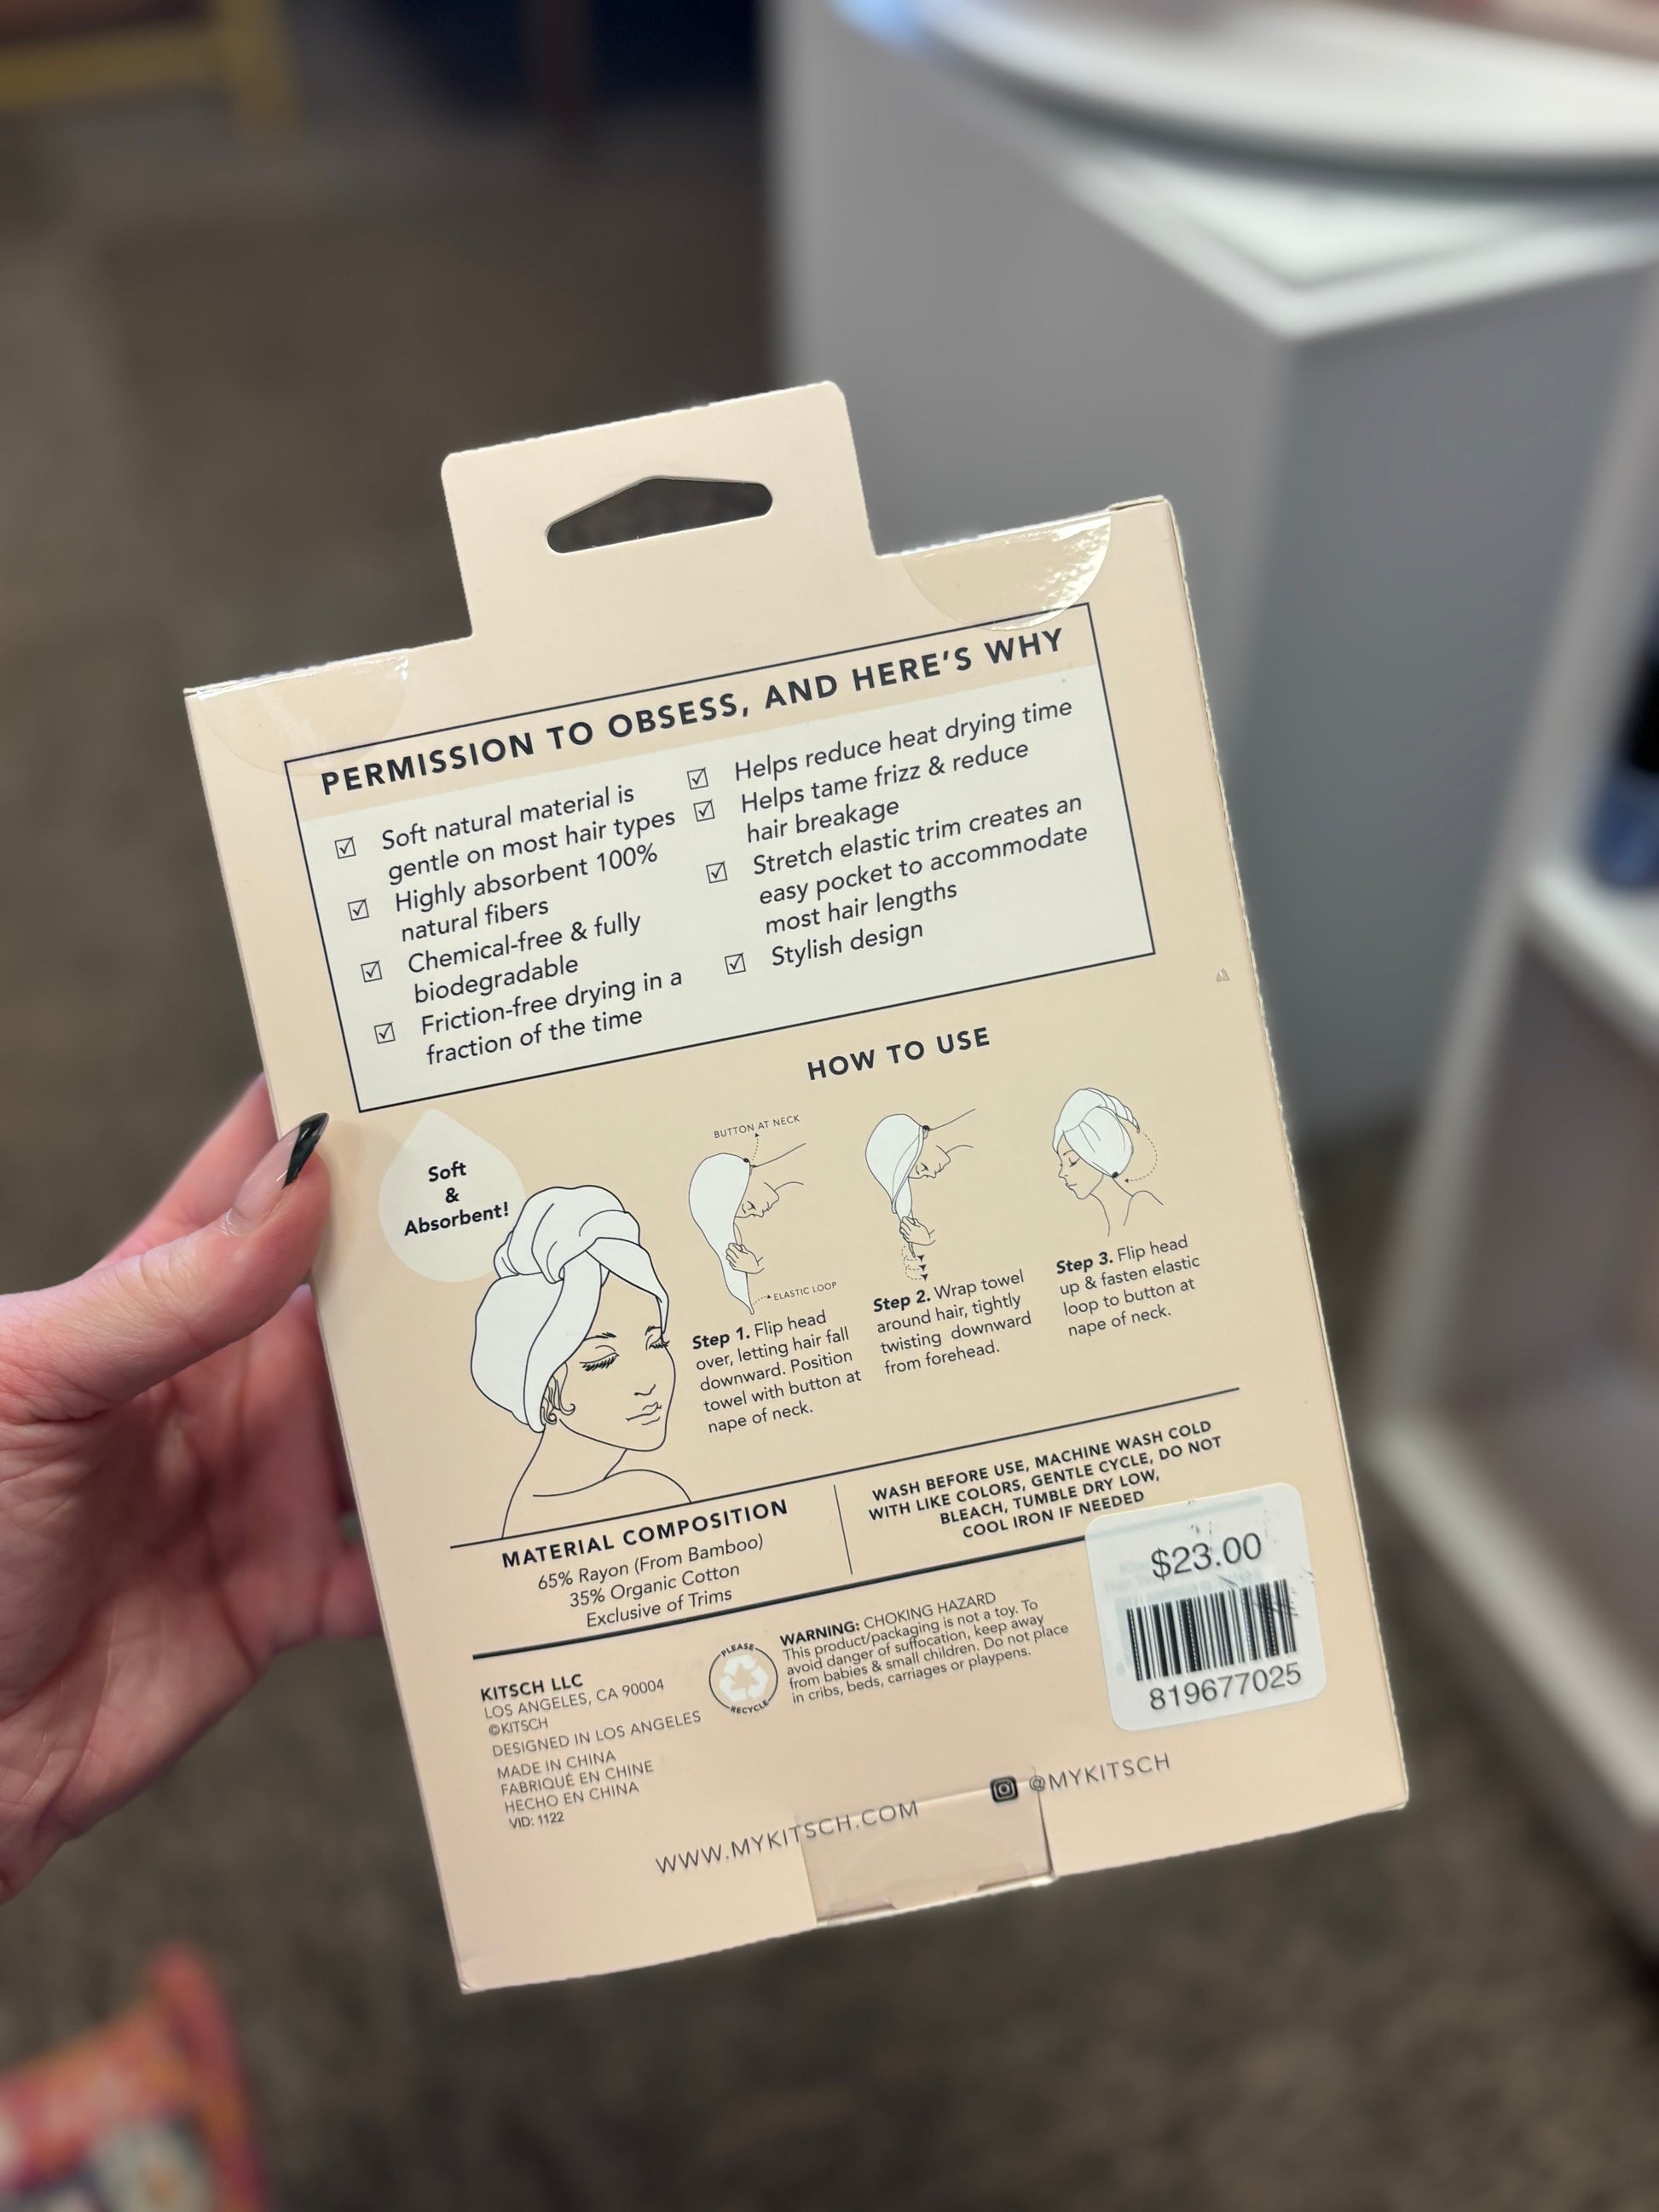 PERMISSION TO OBSESS, AND HERE'S WHY
☑ Soft natural material is
gentle on most hair types
☑ Highly absorbent 100%
natural fibers
☑ Chemical-free & fully
biodegradable
☑ Friction-free drying in a
fraction of the time
☑ Helps reduce heat drying time
☑ Helps tame frizz & reduce
hair breakage
☑ Stretch elastic trim creates an
easy pocket to accommodate
most hair lengths
☑ Stylish design
Soft
&
Absorbent!
HOW TO USE
BUTTON AT NECK
ELASTIC LOOP
Step 1. Flip head
over, letting hair fall
downward. Position
towel with button at
nape of neck.
Step 2. Wrap towel
around hair, tightly
twisting downward
from forehead.
Step 3. Flip head
up & fasten elastic
loop to button at
nape of neck.
MATERIAL COMPOSITION
65% Rayon (From Bamboo)
35% Organic Cotton
Exclusive of Trims
WASH BEFORE USE, MACHINE WASH COLD
WITH LIKE COLORS, GENTLE CYCLE, DO NOT
BLEACH, TUMBLE DRY LOW,
COOL IRON IF NEEDED
$23.00
819677025
KITSCH LLC
LOS ANGELES, CA 90004
©KITSCH
DESIGNED IN LOS ANGELES
MADE IN CHINA
FABRIQUÉ EN CHINE
HECHO EN CHINA
VID: 1122
PLEASE
RECYCLE
WARNING: CHOKING HAZARD
This product/packaging is not a toy. To
avoid danger of suffocation, keep away
from babies & small children. Do not place
in cribs, beds, carriages or playpens.
WWW.MYKITSCH.COM
@MYKITSCH